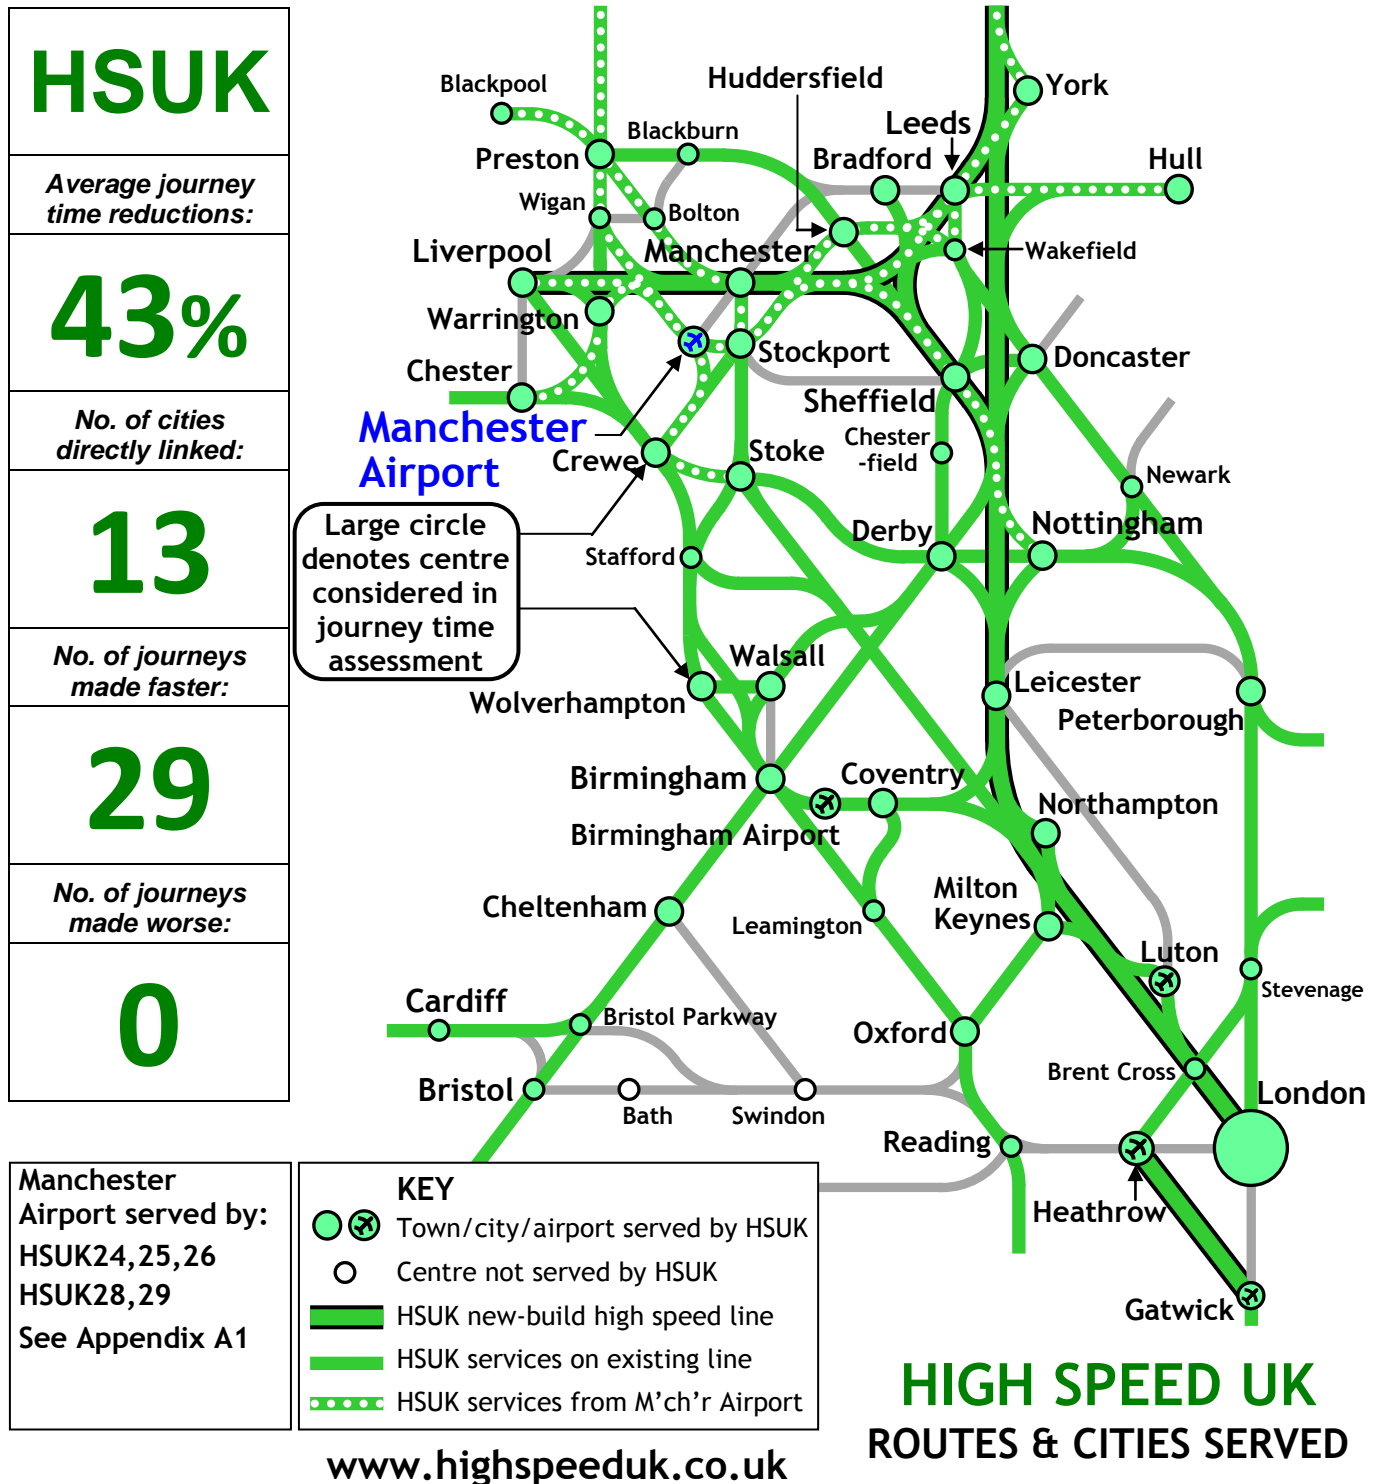 HSUK
Average journey
time reductions:
43%
No. of cities
directly linked:
13
No. of journeys
made faster:
29
No. of journeys
made worse:
0
Manchester
Airport served by:
HSUK24,25,26
HSUK28,29
See Appendix A1
Blackpool
Huddersfield
York
Leeds
Blackburn
Bradford
Hull
Preston
Wigan
Bolton
Liverpool
Manchester
Wakefield
Warrington
Stockport
Doncaster
Chester
Sheffield
Manchester
Airport
Chester
-field
Crewe
Stoke
Newark
Large circle
denotes centre
considered in
journey time
assessment
Derby
Nottingham
Stafford
Walsall
Wolverhampton
Leicester
Peterborough
Birmingham
Coventry
Northampton
Birmingham Airport
Milton
Keynes
Cheltenham
Leamington
Luton
Stevenage
Cardiff
Bristol Parkway
Oxford
Brent Cross
Bristol
Bath
Swindon
London
Reading
Heathrow
Gatwick
KEY
Town/city/airport served by HSUK
Centre not served by HSUK
HSUK new-build high speed line
HSUK services on existing line
HSUK services from M'ch'r Airport
HIGH SPEED UK
ROUTES & CITIES SERVED
www.highspeeduk.co.uk